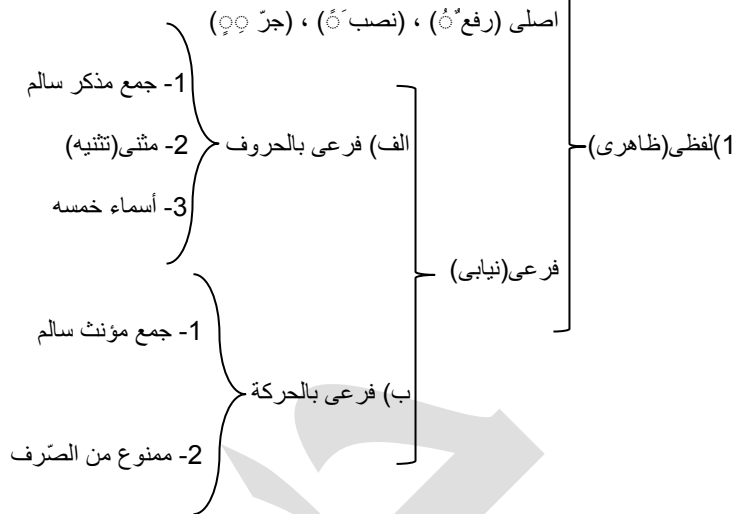 اصلی (رفع ٌ ُ) ، (نصب َ ً) ، (جرّ ِ ٍ)
1- جمع مذکر سالم
1)لفظی(ظاهری)
الف) فرعی بالحروف
2- مثنی(تثنیه)
3- أسماء خمسه
فرعی(نیابی)
1- جمع مؤنث سالم
ب) فرعی بالحرکة
2- ممنوع من الصّرف